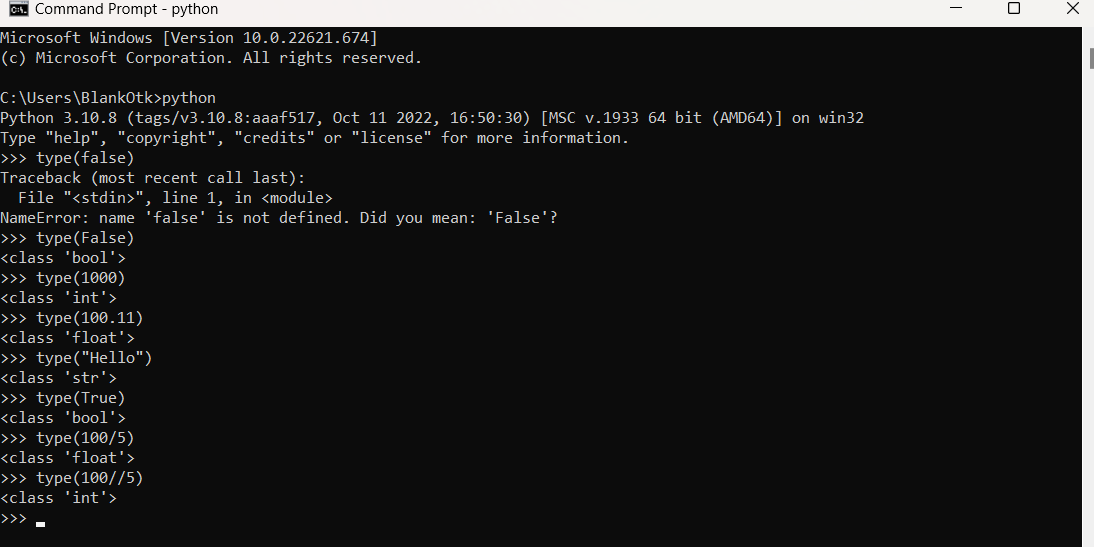 Command Prompt - python
Microsoft Windows [Version 10.0.22621.674]
(c) Microsoft Corporation. All rights reserved.
C:\Users\BlankOtk>python
Python 3.10.8 (tags/v3.10.8:aaaf517, Oct 11 2022, 16:50:30) [MSC v.1933 64 bit (AMD64)] on win32
Type "help", "copyright", "credits" or "license" for more information.
>>> type(false)
Traceback (most recent call last):
  File "<stdin>", line 1, in <module>
NameError: name 'false' is not defined. Did you mean: 'False'?
>>> type(False)
<class 'bool'>
>>> type(1000)
<class 'int'>
>>> type(100.11)
<class 'float'>
>>> type("Hello")
<class 'str'>
>>> type(True)
<class 'bool'>
>>> type(100/5)
<class 'float'>
>>> type(100//5)
<class 'int'>
>>>